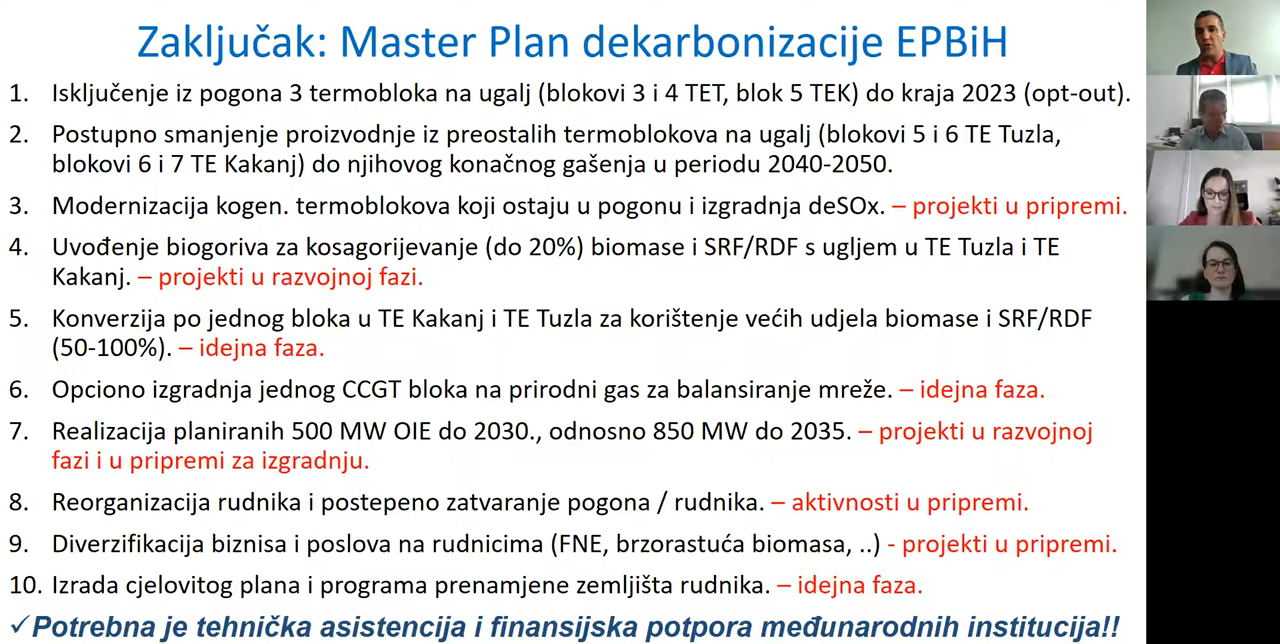 Zaključak: Master Plan dekarbonizacije EPBiH
1. Isključenje iz pogona 3 termobloka na ugalj (blokovi 3 i 4 TET, blok 5 TEK) do kraja 2023 (opt-out).
2. Postupno smanjenje proizvodnje iz preostalih termoblokova na ugalj (blokovi 5 i 6 TE Tuzla,
blokovi 6 i 7 TE Kakanj) do njihovog konačnog gašenja u periodu 2040-2050.
3. Modernizacija kogen. termoblokova koji ostaju u pogonu i izgradnja deSOx. – projekti u pripremi.
4. Uvođenje biogoriva za kosagorijevanje (do 20%) biomase i SRF/RDF s ugljem u TE Tuzla i TE
Kakanj. – projekti u razvojnoj fazi.
5. Konverzija po jednog bloka u TE Kakanj i TE Tuzla za korištenje većih udjela biomase i SRF/RDF
(50-100%). – idejna faza.
6. Opciono izgradnja jednog CCGT bloka na prirodni gas za balansiranje mreže. – idejna faza.
7. Realizacija planiranih 500 MW OIE do 2030., odnosno 850 MW do 2035. – projekti u razvojnoj
fazi i u pripremi za izgradnju.
8. Reorganizacija rudnika i postepeno zatvaranje pogona / rudnika. – aktivnosti u pripremi.
9. Diverzifikacija biznisa i poslova na rudnicima (FNE, brzorastuća biomasa, ..) - projekti u pripremi.
10. Izrada cjelovitog plana i programa prenamjene zemljišta rudnika. – idejna faza.
✓Potrebna je tehnička asistencija i finansijska potpora međunarodnih institucija!!